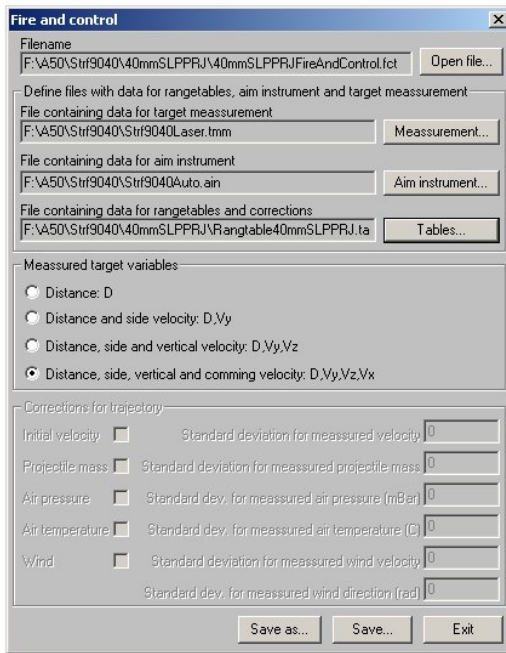 Fire and control
Filename
F:\A50\Strf9040\40mmSLPPRJ\40mmSLPPRJFireAndControl.fct Open file...
Define files with data for rangetables, aim instrument and target meassurement
File containing data for target meassurement
F:\A50\Strf9040\Strf9040Laser.tmm Meassurement...
File containing data for aim instrument
F:\A50\Strf9040\Strf9040Auto.ain Aim instrument...
File containing data for rangetables and corrections
F:\A50\Strf9040\40mmSLPPRJ\Rangtable40mmSLPPRJ.ta Tables...
Meassured target variables
Distance: D
Distance and side velocity: D,Vy
Distance, side and vertical velocity: D,Vy,Vz
Distance, side, vertical and comming velocity: D,Vy,Vz,Vx
Corrections for trajectory
Initial velocity Standard deviation for meassured velocity 0
Projectile mass Standard deviation for meassured projectile mass 0
Air pressure Standard dev. for meassured air pressure (mBar) 0
Air temperature Standard dev. for meassured air temperature (C) 0
Wind Standard deviation for meassured wind velocity 0
Standard dev. for meassured wind direction (rad) 0
Save as... Save... Exit